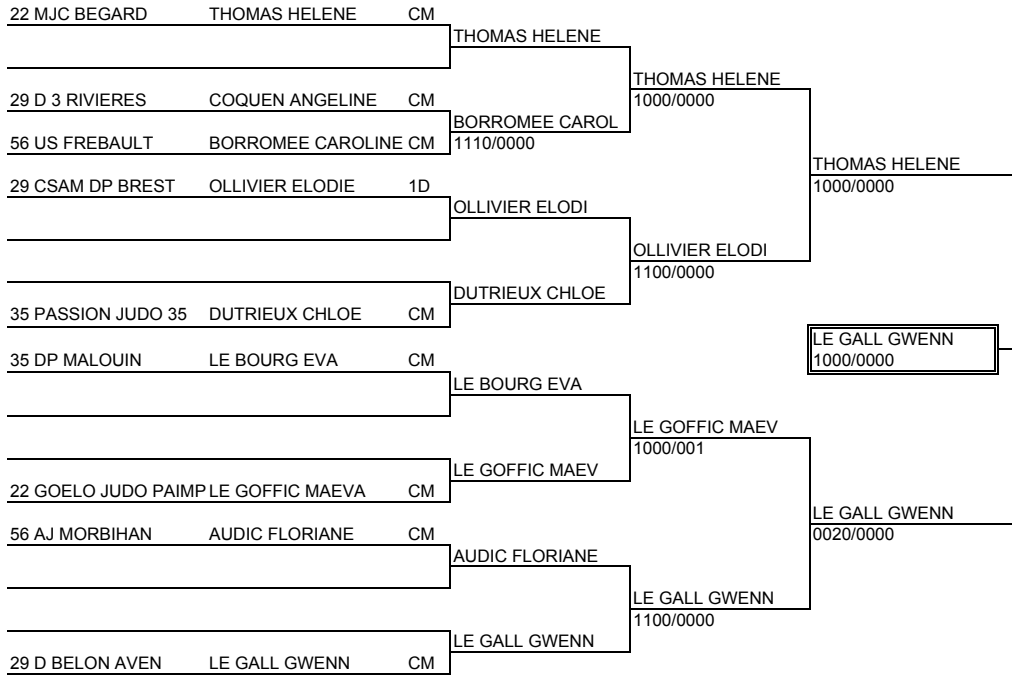 22 MJC BEGARD THOMAS HELENE CM
THOMAS HELENE
THOMAS HELENE
1000/0000
29 D 3 RIVIERES COQUEN ANGELINE CM
BORROMEE CAROL
1110/0000
56 US FREBAULT BORROMEE CAROLINE CM
THOMAS HELENE
1000/0000
29 CSAM DP BREST OLLIVIER ELODIE 1D
OLLIVIER ELODI
OLLIVIER ELODI
1100/0000
DUTRIEUX CHLOE
35 PASSION JUDO 35 DUTRIEUX CHLOE CM
LE GALL GWENN
1000/0000
35 DP MALOUIN LE BOURG EVA CM
LE BOURG EVA
LE GOFFIC MAEV
1000/001
LE GOFFIC MAEV
22 GOELO JUDO PAIMP LE GOFFIC MAEVA CM
LE GALL GWENN
0020/0000
56 AJ MORBIHAN AUDIC FLORIANE CM
AUDIC FLORIANE
LE GALL GWENN
1100/0000
LE GALL GWENN
29 D BELON AVEN LE GALL GWENN CM